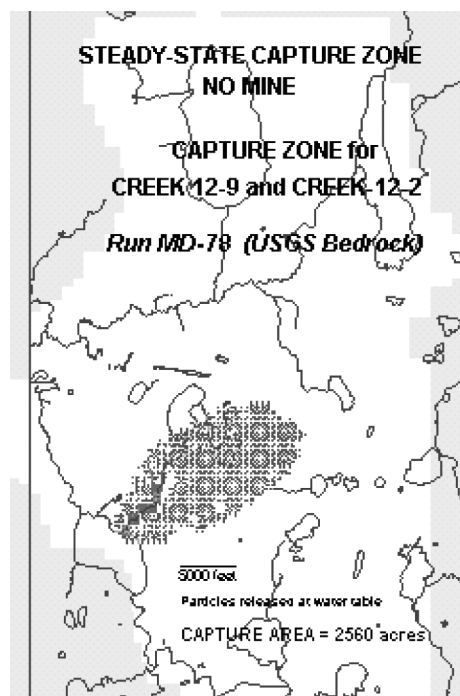 STEADY-STATE CAPTURE ZONE
NO MINE
CAPTURE ZONE for
CREEK 12-9 and CREEK-12-2
Run MD-78 (USGS Bedrock)
5000 feet
Particles released at water table
CAPTURE AREA = 2560 acres